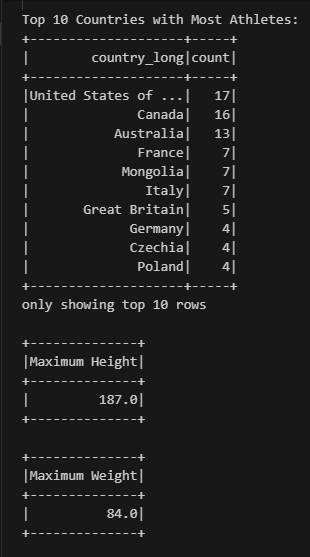 Top 10 Countries with Most Athletes:
+--------------------+-----+
|        country_long|count|
+--------------------+-----+
|United States of ...|   17|
|              Canada|   16|
|           Australia|   13|
|              France|    7|
|            Mongolia|    7|
|               Italy|    7|
|       Great Britain|    5|
|             Germany|    4|
|             Czechia|    4|
|              Poland|    4|
+--------------------+-----+
only showing top 10 rows

+--------------+
|Maximum Height|
+--------------+
|         187.0|
+--------------+

+--------------+
|Maximum Weight|
+--------------+
|          84.0|
+--------------+